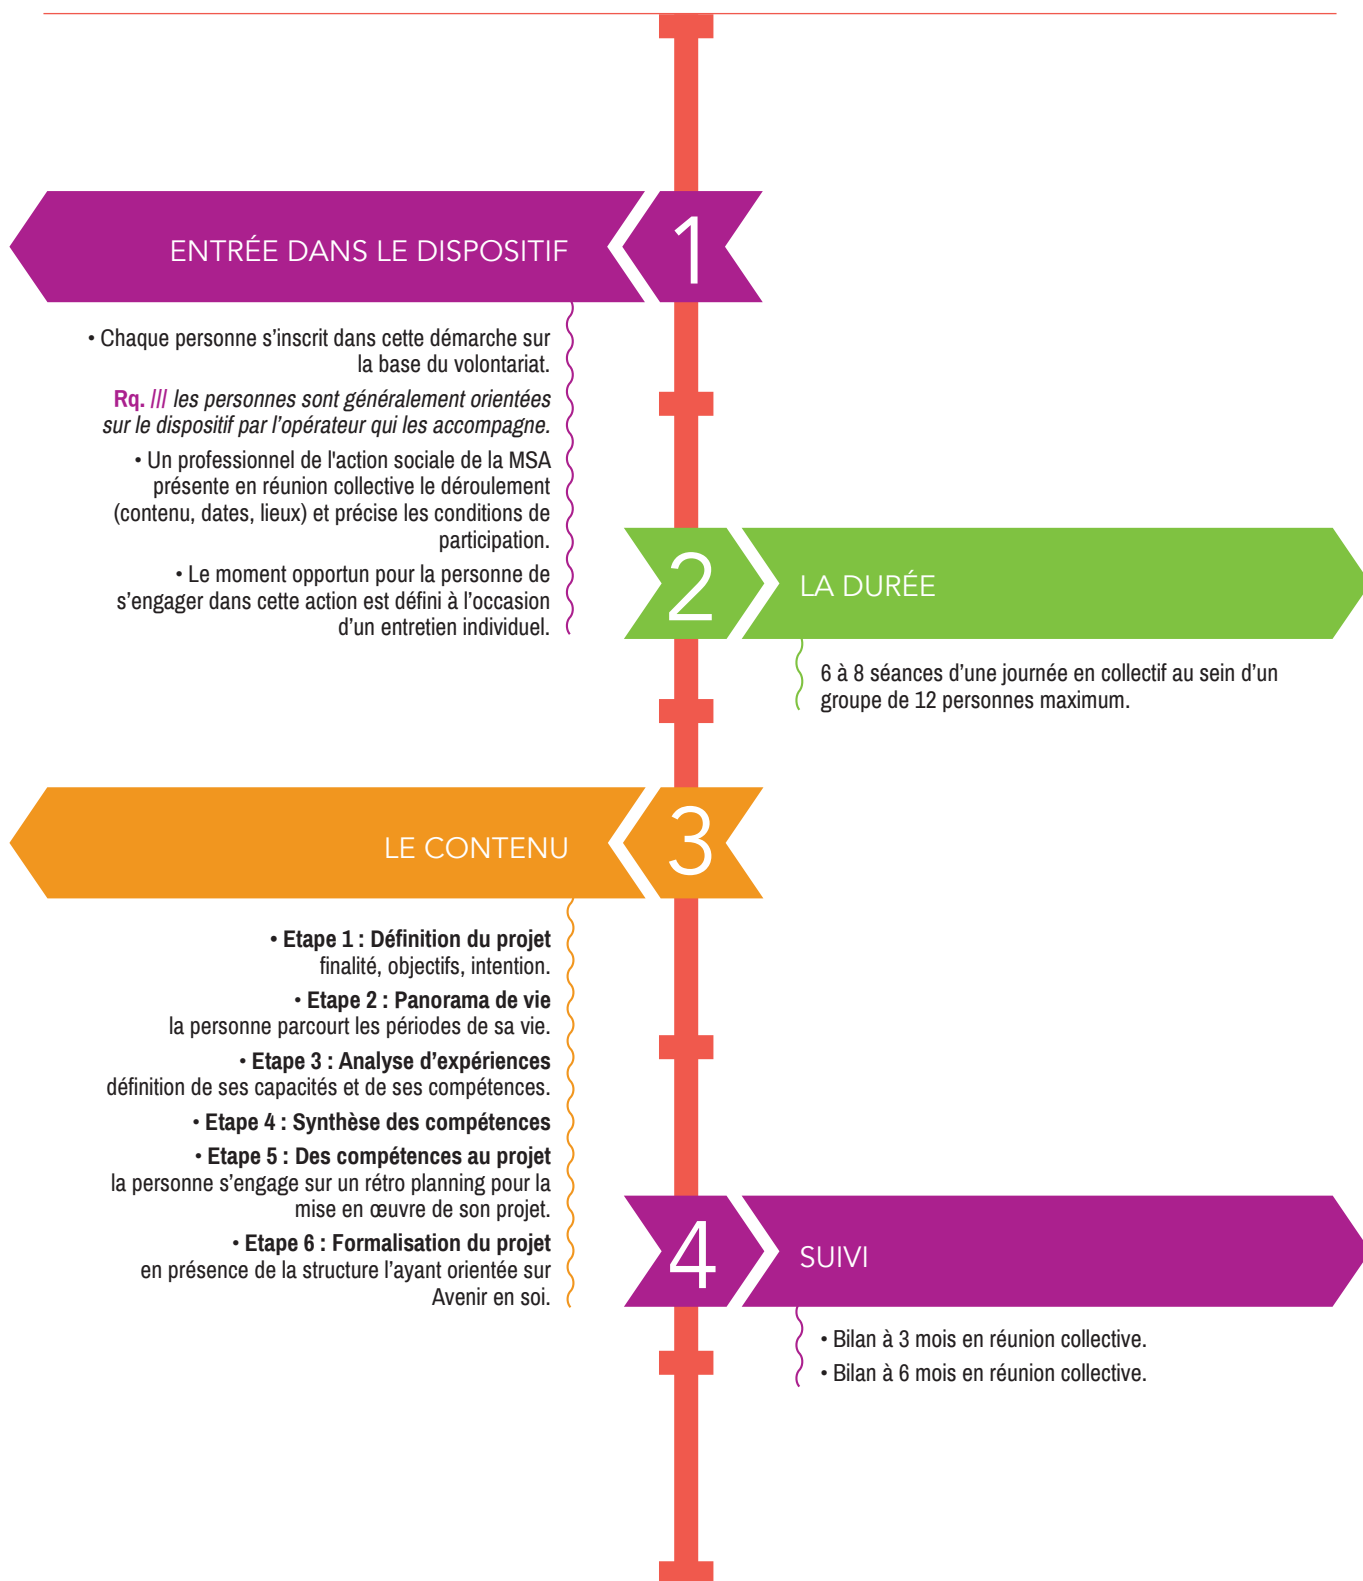 1
ENTRÉE DANS LE DISPOSITIF
• Chaque personne s’inscrit dans cette démarche sur
la base du volontariat.
Rq. /// les personnes sont généralement orientées
sur le dispositif par l’opérateur qui les accompagne.
• Un professionnel de l'action sociale de la MSA
présente en réunion collective le déroulement
(contenu, dates, lieux) et précise les conditions de
participation.
• Le moment opportun pour la personne de
s’engager dans cette action est défini à l’occasion
d’un entretien individuel.
2
LA DURÉE
6 à 8 séances d’une journée en collectif au sein d’un
groupe de 12 personnes maximum.
3
LE CONTENU
• Etape 1 : Définition du projet
finalité, objectifs, intention.
• Etape 2 : Panorama de vie
la personne parcourt les périodes de sa vie.
• Etape 3 : Analyse d’expériences
définition de ses capacités et de ses compétences.
• Etape 4 : Synthèse des compétences
• Etape 5 : Des compétences au projet
la personne s’engage sur un rétro planning pour la
mise en œuvre de son projet.
• Etape 6 : Formalisation du projet
en présence de la structure l’ayant orientée sur
Avenir en soi.
4
SUIVI
• Bilan à 3 mois en réunion collective.
• Bilan à 6 mois en réunion collective.